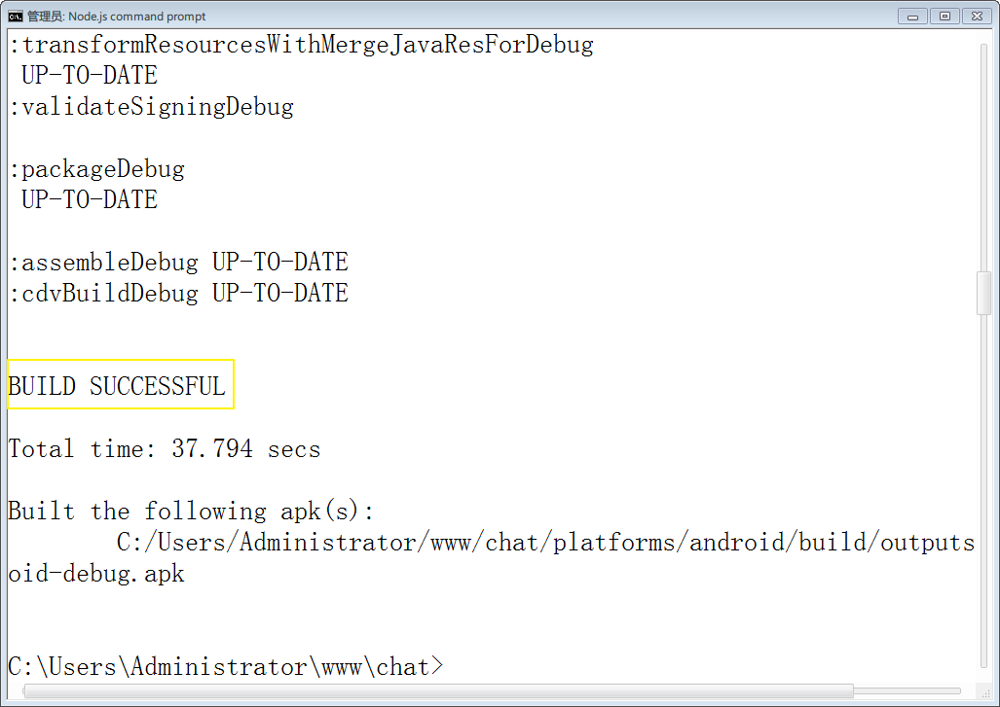 管理员: Node.js command prompt
:transformResourcesWithMergeJavaResForDebug
UP-TO-DATE
:validateSigningDebug
:packageDebug
UP-TO-DATE
:assembleDebug UP-TO-DATE
:cdvBuildDebug UP-TO-DATE
BUILD SUCCESSFUL
Total time: 37.794 secs
Built the following apk(s):
C:/Users/Administrator/www/chat/platforms/android/build/outputs
oid-debug.apk
C:\Users\Administrator\www\chat>